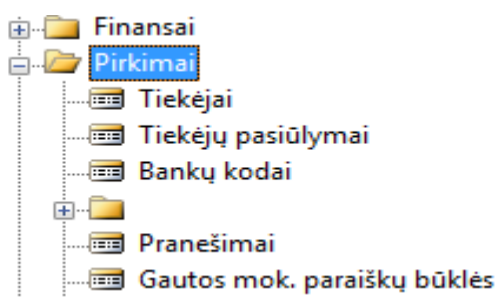 Finansai
Pirkimai
Tiekėjai
Tiekėjų pasiūlymai
Bankų kodai
Pranešimai
Gautos mok. paraiškų būklės